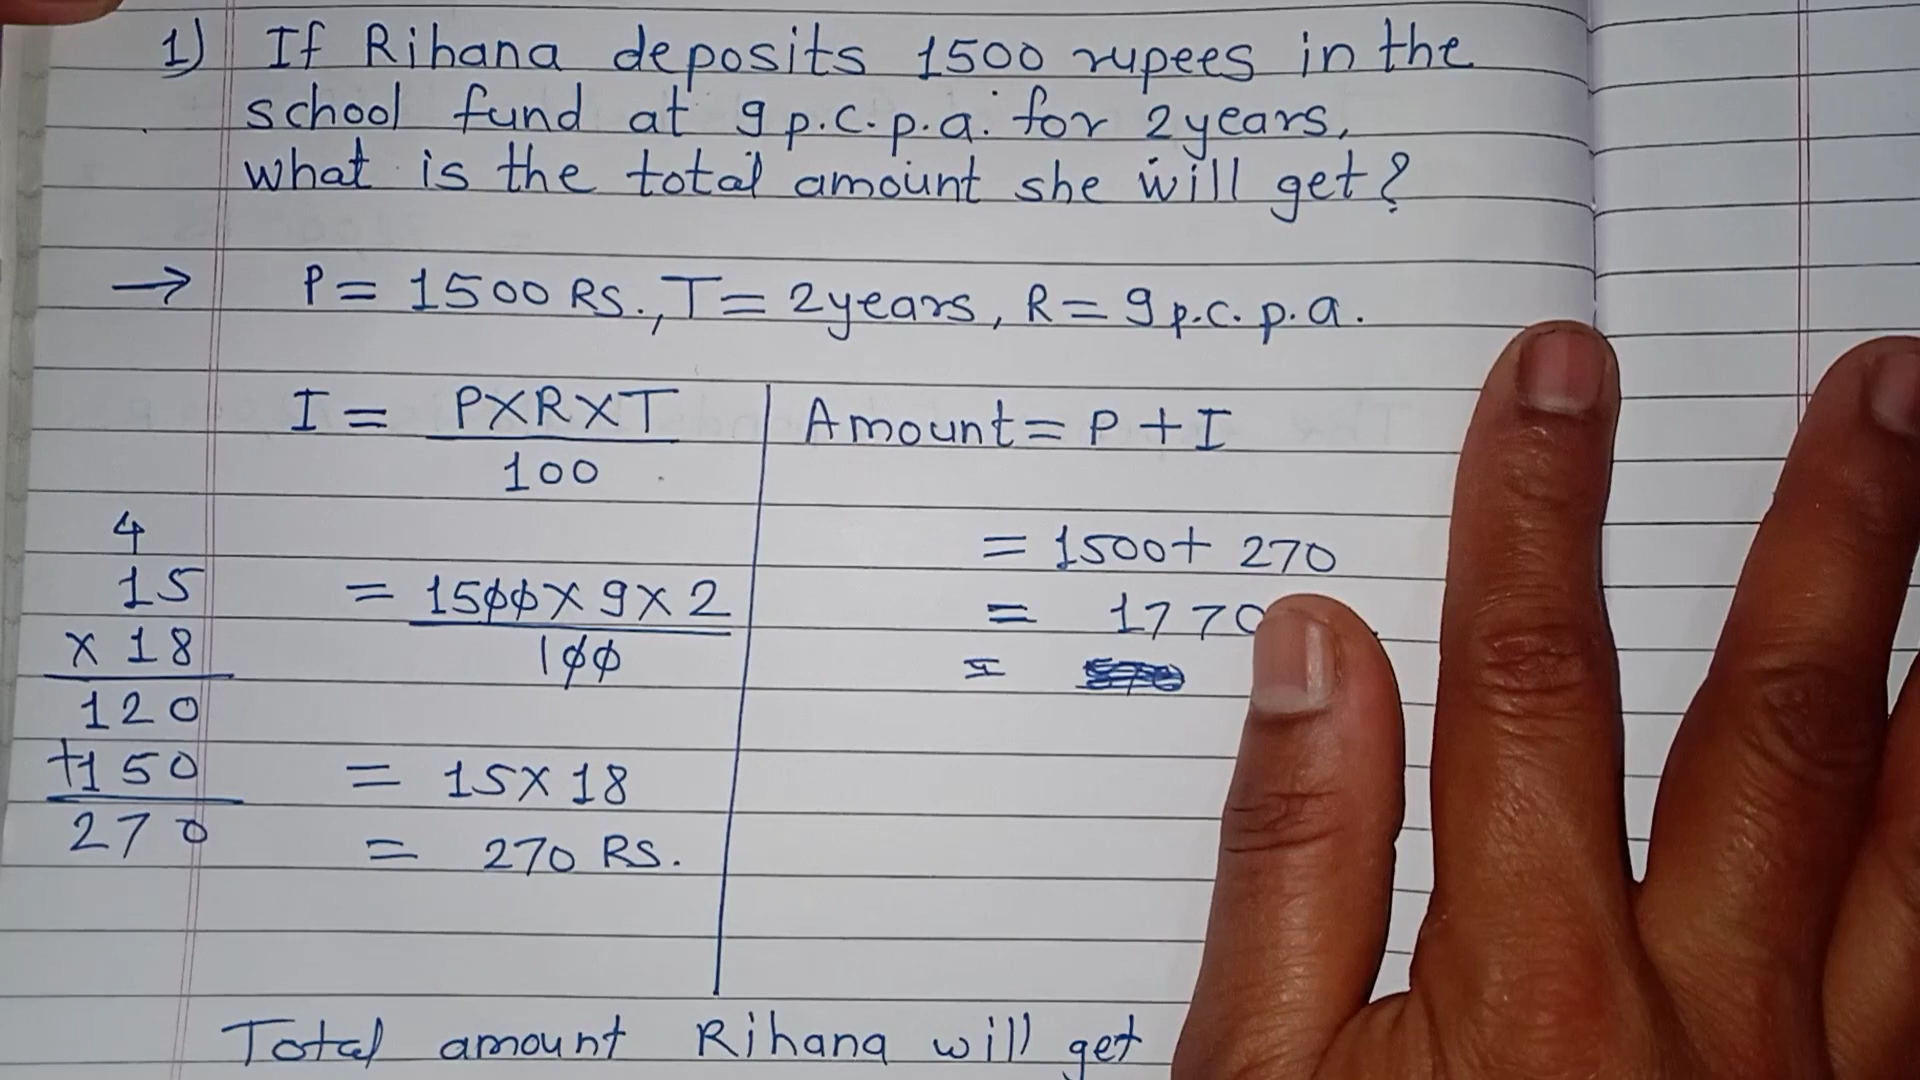 1) If Rihana deposits 1500 rupees in the
school fund at 9 p.c.p.a. for 2 years,
what is the total amount she will get?
→ P = 1500 RS., T = 2 years, R = 9 p.c.p.a.
I = P×R×T
100
= 1500 × 9 × 2
100
= 15 × 18
= 270 RS.
4
15
× 18
120
+150
270
Amount = P + I
= 1500 + 270
= 1770
=
Total amount Rihana will get